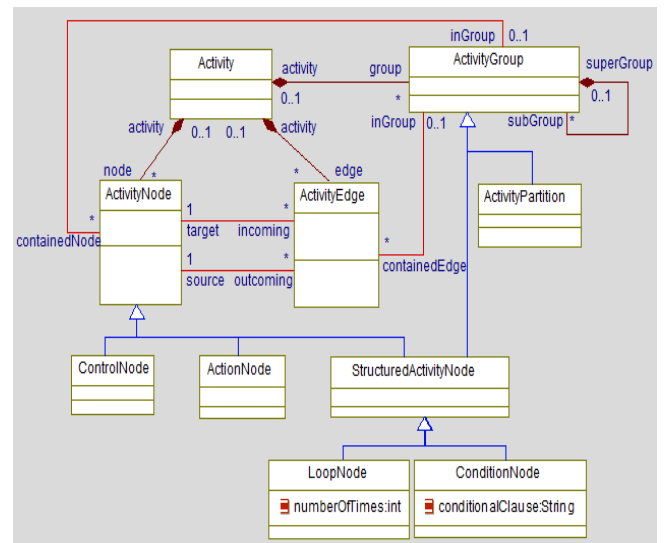 inGroup 0..1
Activity
activity
group
ActivityGroup
superGroup
0..1
*
0..1
activity
0..1
0..1
activity
inGroup
0..1
subGroup
*
node
*
*
edge
ActivityNode
ActivityEdge
ActivityPartition
1
*
*
target
incoming
containedNode
*
1
*
containedEdge
source
outcoming
ControlNode
ActionNode
StructuredActivityNode
LoopNode
ConditionNode
numberOfTimes:int
conditionalClause:String